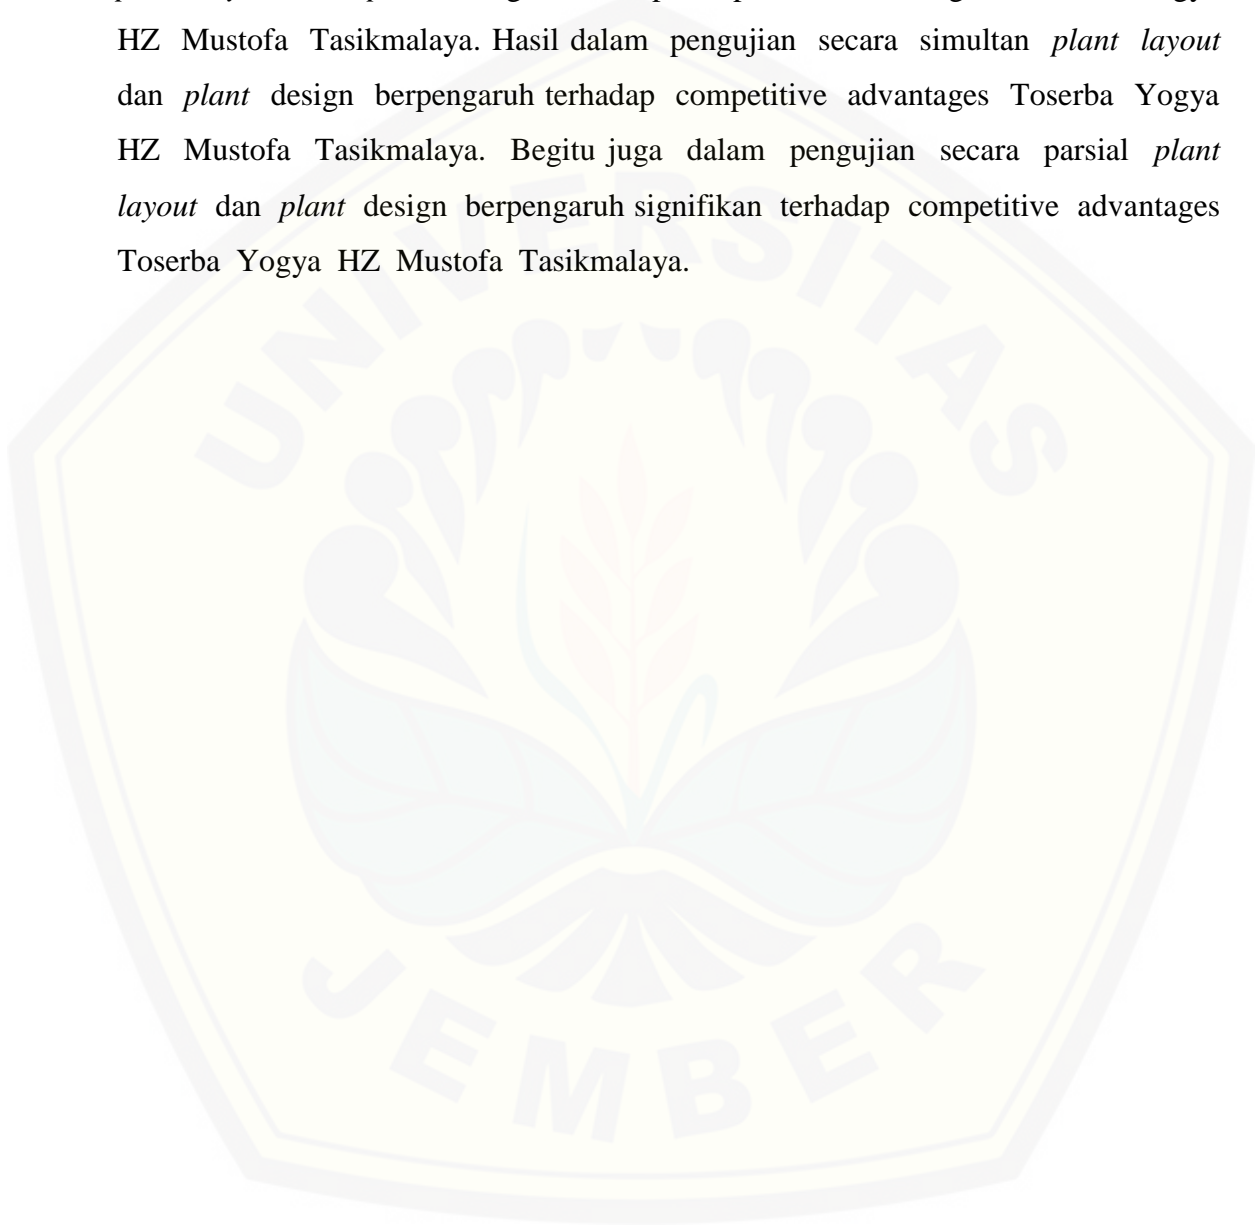 HZ Mustofa Tasikmalaya. Hasil dalam pengujian secara simultan plant layout
dan plant design berpengaruh terhadap competitive advantages Toserba Yogya
HZ Mustofa Tasikmalaya. Begitu juga dalam pengujian secara parsial plant
layout dan plant design berpengaruh signifikan terhadap competitive advantages
Toserba Yogya HZ Mustofa Tasikmalaya.
UNIVERSITAS
JEMBER